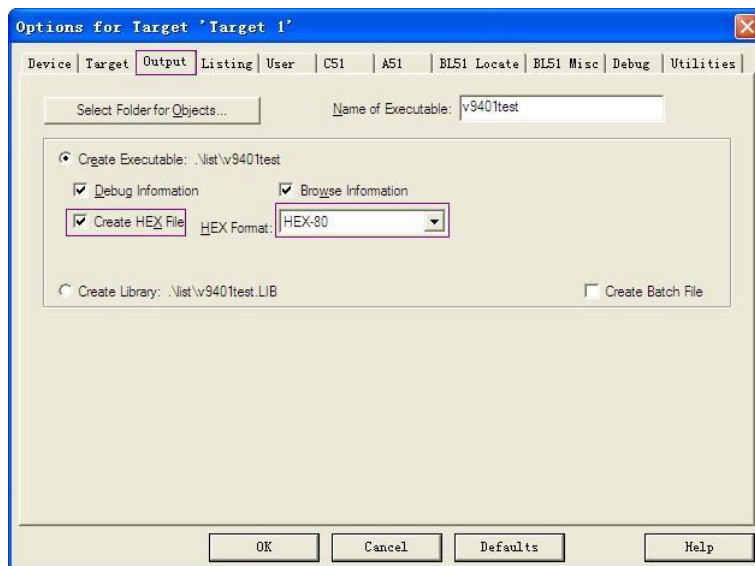 Options for Target 'Target 1'
Device Target Output Listing User C51 A51 BL51 Locate BL51 Misc Debug Utilities
Select Folder for Objects... Name of Executable: v9401test
Create Executable: .\list\v9401test
Debug Information Browse Information
Create HEX File HEX Format: HEX-80
Create Library: .\list\v9401test.LIB Create Batch File
OK Cancel Defaults Help